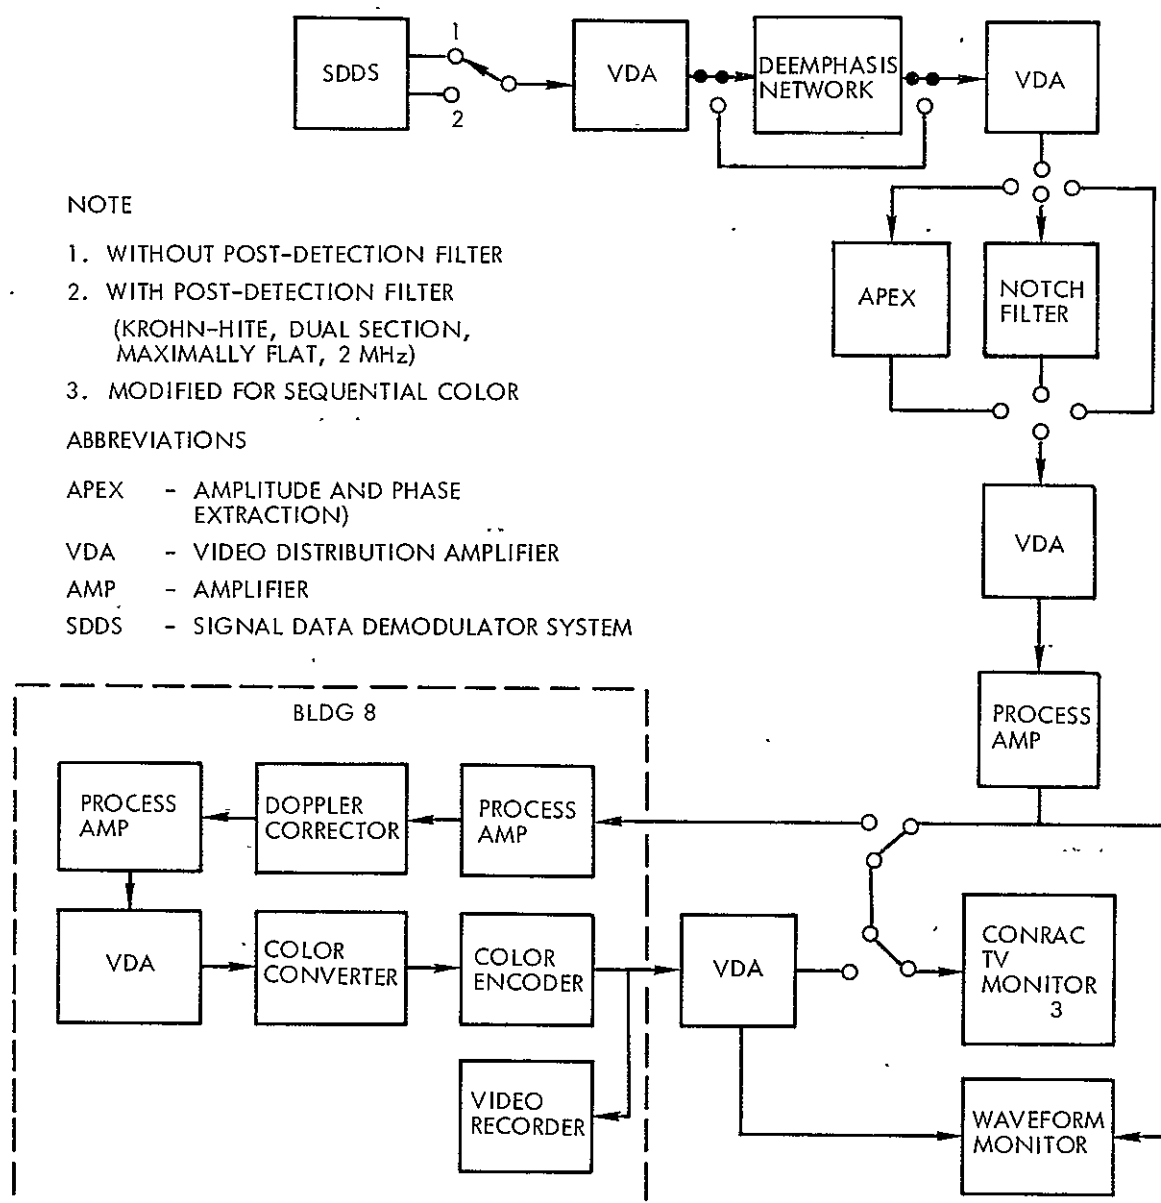 1
SDDS
2
VDA
DEEMPHASIS
NETWORK
VDA
NOTE
1. WITHOUT POST-DETECTION FILTER
2. WITH POST-DETECTION FILTER
(KROHN-HITE, DUAL SECTION,
MAXIMALLY FLAT, 2 MHz)
3. MODIFIED FOR SEQUENTIAL COLOR
ABBREVIATIONS
APEX - AMPLITUDE AND PHASE
EXTRACTION)
VDA - VIDEO DISTRIBUTION AMPLIFIER
AMP - AMPLIFIER
SDDS - SIGNAL DATA DEMODULATOR SYSTEM
APEX
NOTCH
FILTER
VDA
PROCESS
AMP
BLDG 8
PROCESS
AMP
DOPPLER
CORRECTOR
PROCESS
AMP
VDA
COLOR
CONVERTER
COLOR
ENCODER
VDA
CONRAC
TV
MONITOR
3
VIDEO
RECORDER
WAVEFORM
MONITOR